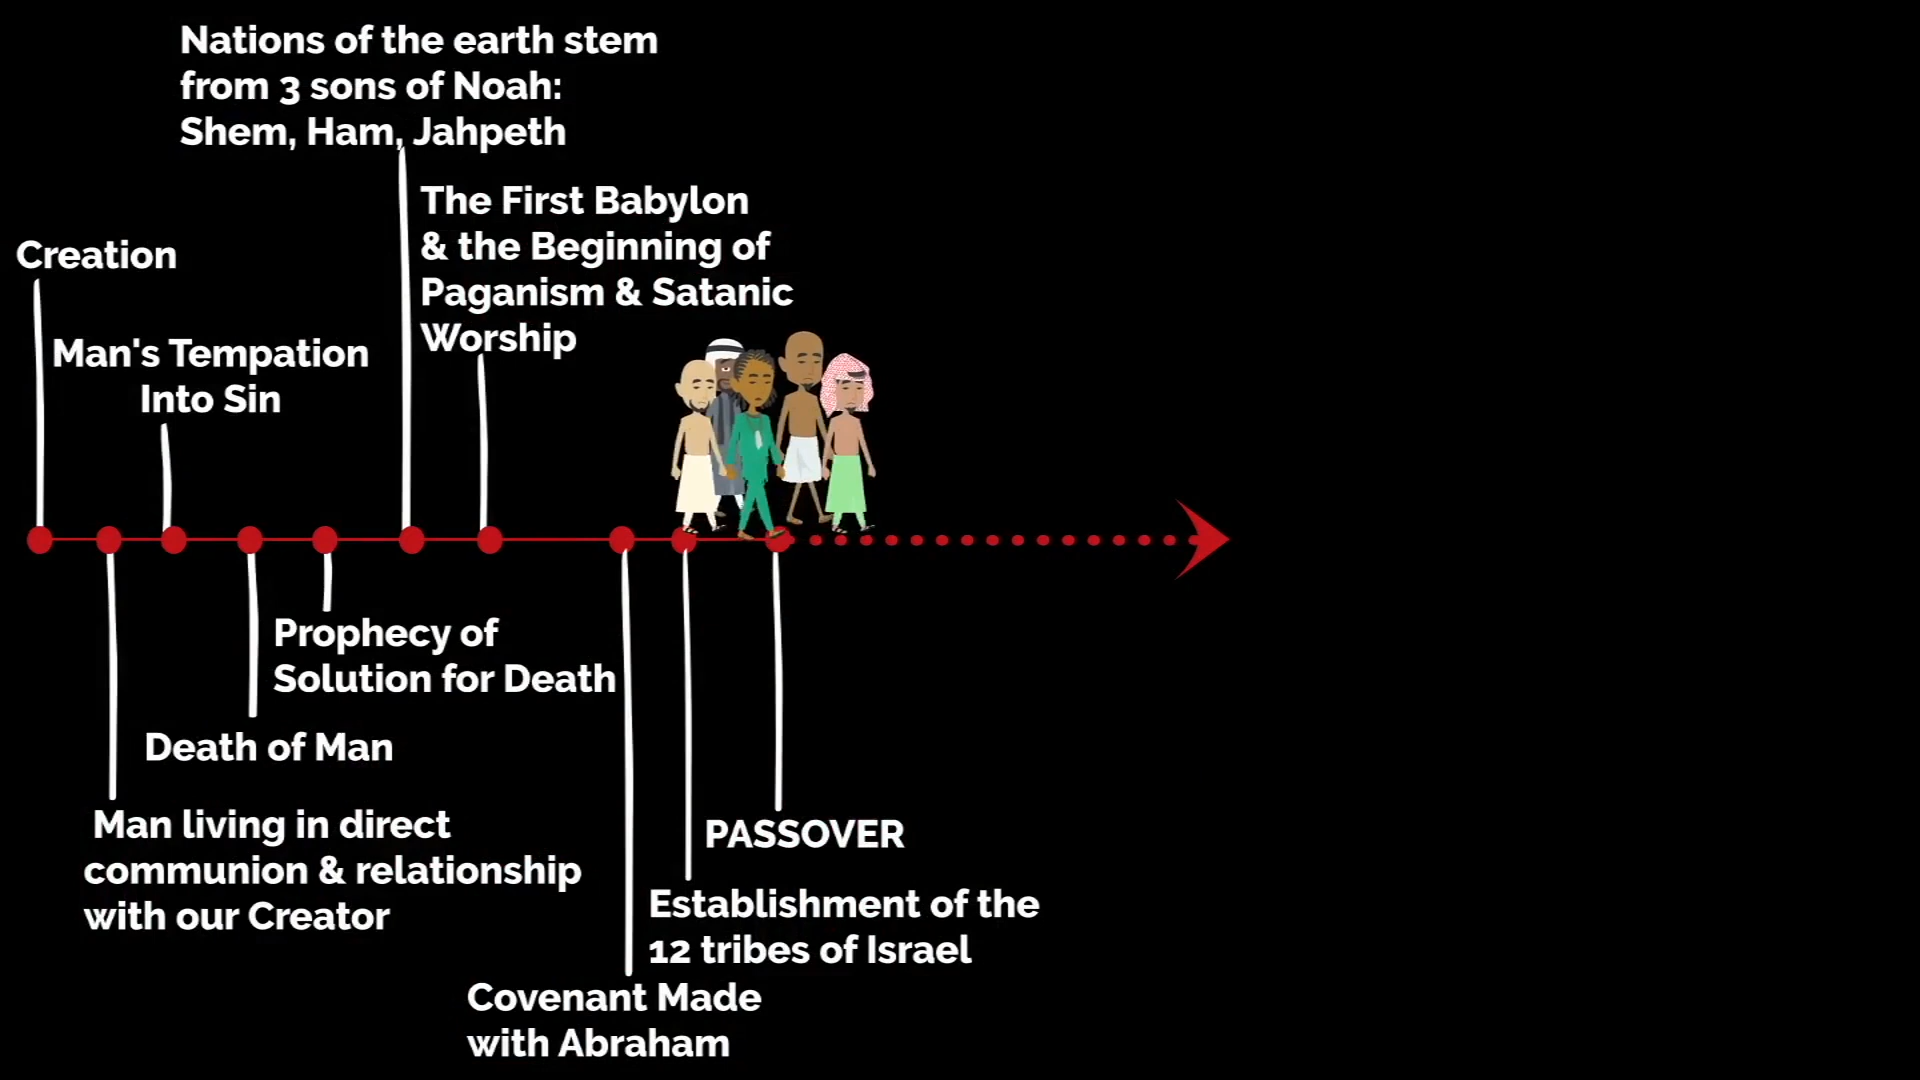 Nations of the earth stem
from 3 sons of Noah:
Shem, Ham, Jahpeth
The First Babylon
& the Beginning of
Paganism & Satanic
Worship
Creation
Man's Tempation
Into Sin
Prophecy of
Solution for Death
Death of Man
Man living in direct
communion & relationship
with our Creator
PASSOVER
Establishment of the
12 tribes of Israel
Covenant Made
with Abraham